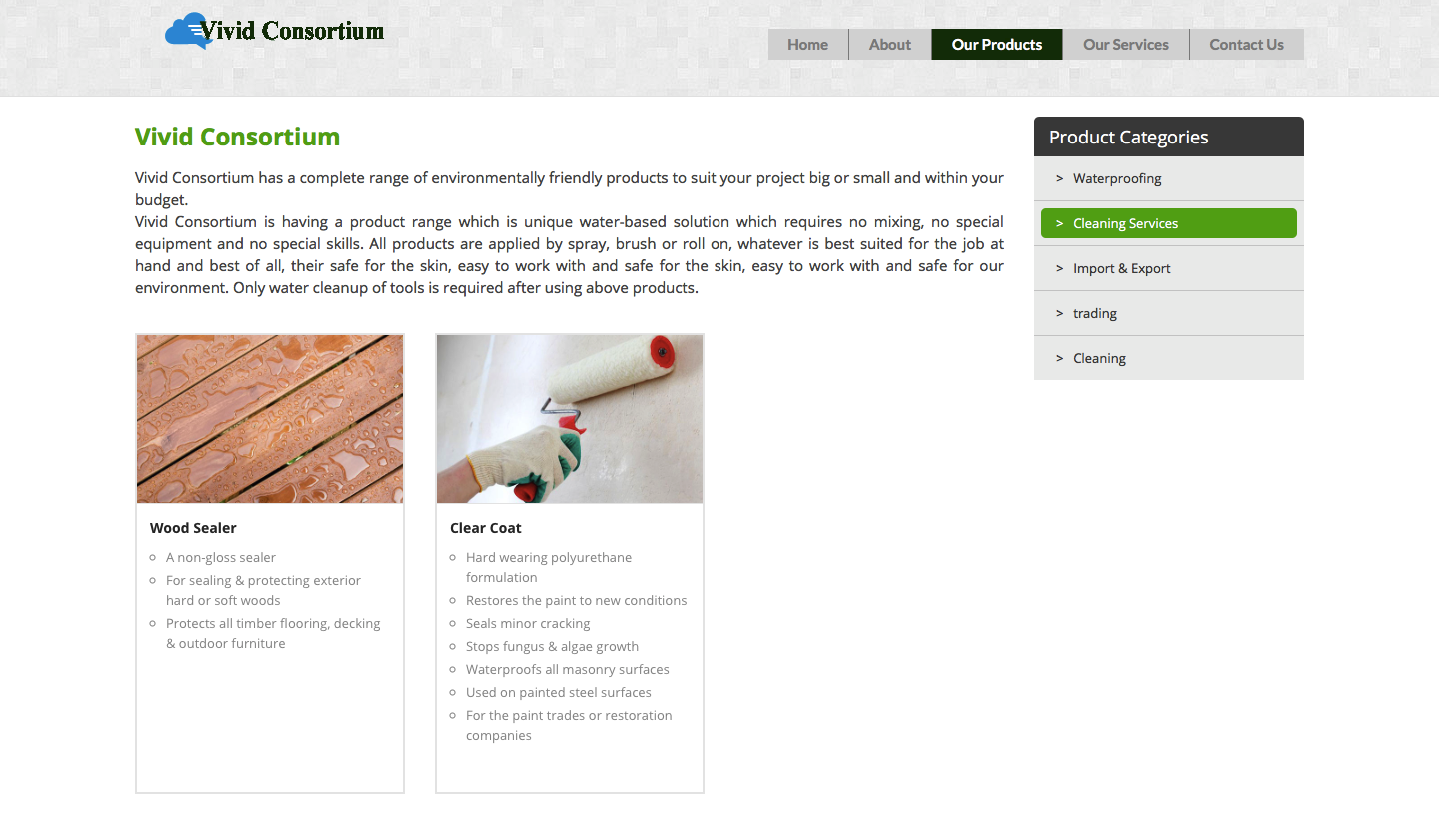 Vivid Consortium
Home
About
Our Products
Our Services
Contact Us
Vivid Consortium
Vivid Consortium has a complete range of environmentally friendly products to suit your project big or small and within your
budget.
Vivid Consortium is having a product range which is unique water-based solution which requires no mixing, no special
equipment and no special skills. All products are applied by spray, brush or roll on, whatever is best suited for the job at
hand and best of all, their safe for the skin, easy to work with and safe for the skin, easy to work with and safe for our
environment. Only water cleanup of tools is required after using above products.
Product Categories
> Waterproofing
> Cleaning Services
> Import & Export
> trading
> Cleaning
Wood Sealer
A non-gloss sealer
For sealing & protecting exterior
hard or soft woods
Protects all timber flooring, decking
& outdoor furniture
Clear Coat
Hard wearing polyurethane
formulation
Restores the paint to new conditions
Seals minor cracking
Stops fungus & algae growth
Waterproofs all masonry surfaces
Used on painted steel surfaces
For the paint trades or restoration
companies